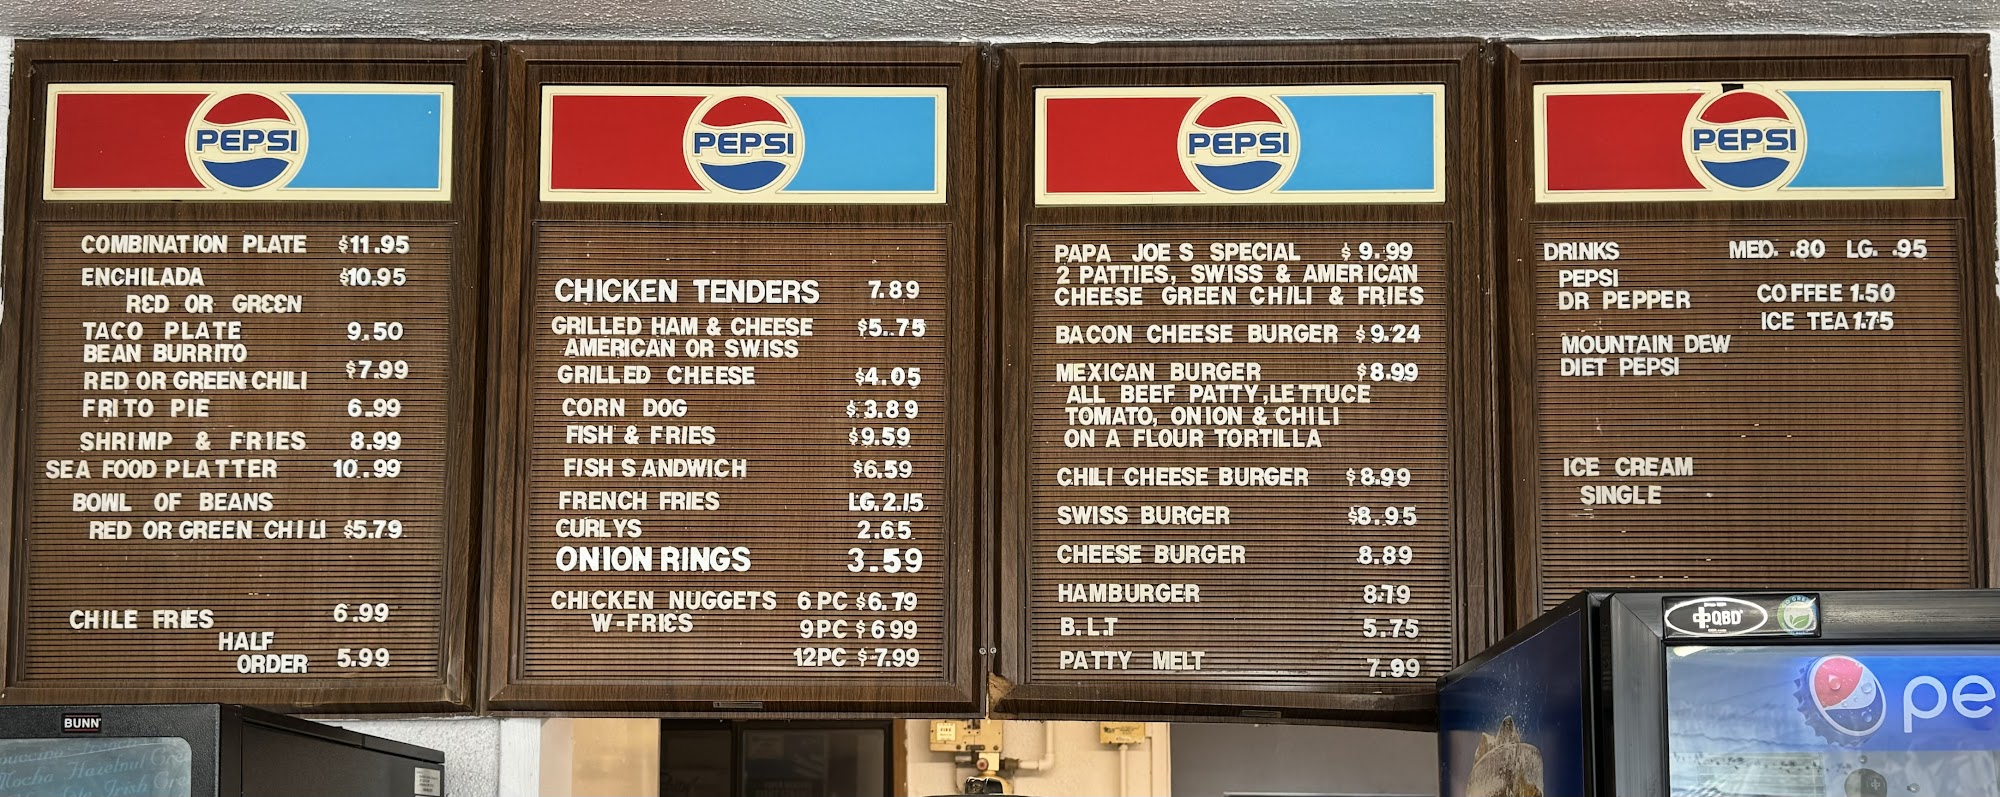 PEPSI
COMBINATION PLATE $11.95
ENCHILADA $10.95
RED OR GREEN
TACO PLATE 9.50
BEAN BURRITO
RED OR GREEN CHILI $7.99
FRITO PIE 6.99
SHRIMP & FRIES 8.99
SEA FOOD PLATTER 10..99
BOWL OF BEANS
RED OR GREEN CHILI $5.79
CHILE FRIES 6.99
HALF
ORDER 5.99
PEPSI
CHICKEN TENDERS 7.89
GRILLED HAM & CHEESE $5..75
AMERICAN OR SWISS
GRILLED CHEESE $4.05
CORN DOG $.3.89
FISH & FRIES $9.59
FISH SANDWICH $6.59
FRENCH FRIES LG.2.15
CURLYS 2.65
ONION RINGS 3.59
CHICKEN NUGGETS 6 PC $6.79
W-FRIES 9PC $6 99
12PC $-7.99
PEPSI
PAPA JOE S SPECIAL $9.99
2 PATTIES, SWISS & AMERICAN
CHEESE GREEN CHILI & FRIES
BACON CHEESE BURGER $9.24
MEXICAN BURGER $8.99
ALL BEEF PATTY,LETTUCE
TOMATO, ONION & CHILI
ON A FLOUR TORTILLA
CHILI CHEESE BURGER $8.99
SWISS BURGER $8.95
CHEESE BURGER 8.89
HAMBURGER 8.79
B.L.T 5.75
PATTY MELT 7.99
PEPSI
DRINKS MED. .80 LG. .95
PEPSI
DR PEPPER
COFFEE 1.50
ICE TEA 1.75
MOUNTAIN DEW
DIET PEPSI
ICE CREAM
SINGLE
QBD
pe
BUNN
Mocha Hazelnut
Irish